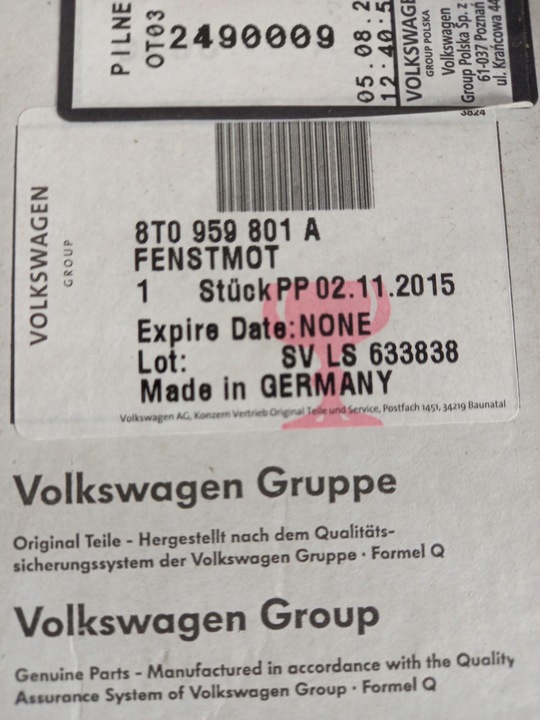 PILNE
OT03
2490009
05.08.2
12:40:5
VOLKSWAGE
GROUP POLSKA
Volkswagen
Group Polska Sp. z
61-037 Poznań
ul. Krańcowa 44
3824
VOLKSWAGEN
GROUP
8T0 959 801 A
FENSTMOT
1 Stück PP 02.11.2015
Expire Date: NONE
Lot: SV LS 633838
Made in GERMANY
Volkswagen AG, Konzern Vertrieb Original Teile und Service, Postfach 1451, 34219 Baunatal
Volkswagen Gruppe
Original Teile - Hergestellt nach dem Qualitäts-
sicherungssystem der Volkswagen Gruppe · Formel Q
Volkswagen Group
Genuine Parts - Manufactured in accordance with the Quality
Assurance System of Volkswagen Group · Formel Q